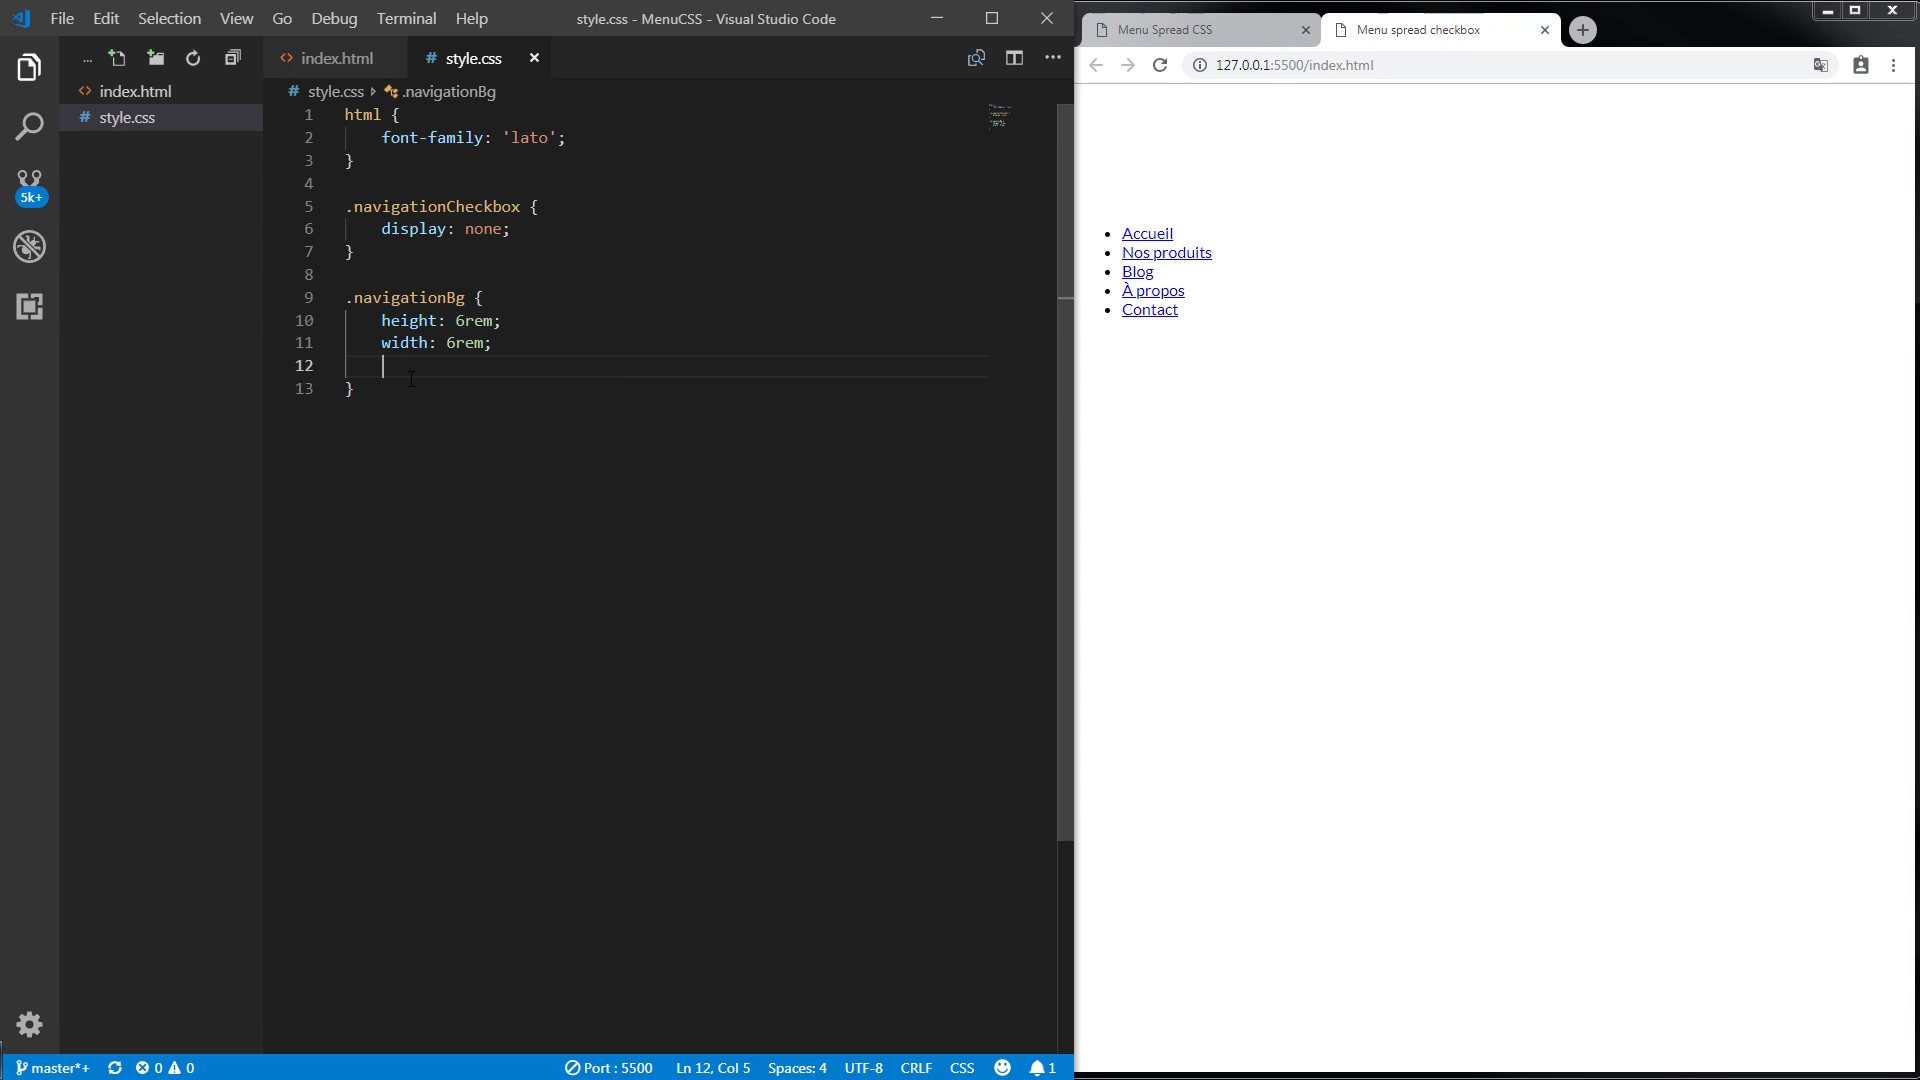 File Edit Selection View Go Debug Terminal Help
style.css - MenuCSS - Visual Studio Code
...
<> index.html
# style.css
<> index.html
# style.css
# style.css .navigationBg
1 html {
2 font-family: 'lato';
3 }
4
5 .navigationCheckbox {
6 display: none;
7 }
8
9 .navigationBg {
10 height: 6rem;
11 width: 6rem;
12
13 }
5k+
master*+ 0 0
Port : 5500 Ln 12, Col 5 Spaces: 4 UTF-8 CRLF CSS 1
Menu Spread CSS
Menu spread checkbox
127.0.0.1:5500/index.html
• Accueil
• Nos produits
• Blog
• À propos
• Contact